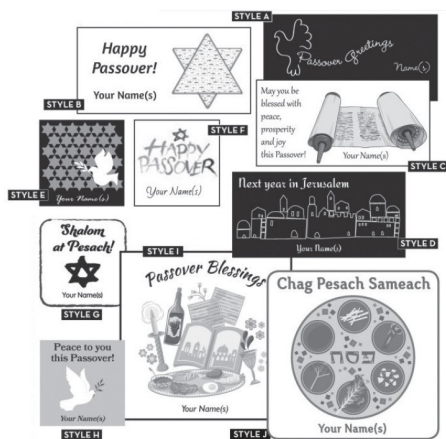 STYLE A
Passover Greetings
Name(s)
Happy
Passover!
Your Name(s)
STYLE B
May you be
blessed with
peace,
prosperity
and joy
this Passover!
Your Name(s)
STYLE C
STYLE F
HAPPY
PASSOVER
Your Name(s)
STYLE E
Your Name(s)
Next year in Jerusalem
Your Name(s)
STYLE D
Shalom
at Pesach!
Your Name(s)
STYLE G
STYLE I
Passover Blessings
Your Name(s)
Chag Pesach Sameach
פסח
Your Name(s)
STYLE J
Peace to you
this Passover!
Your Name(s)
STYLE H